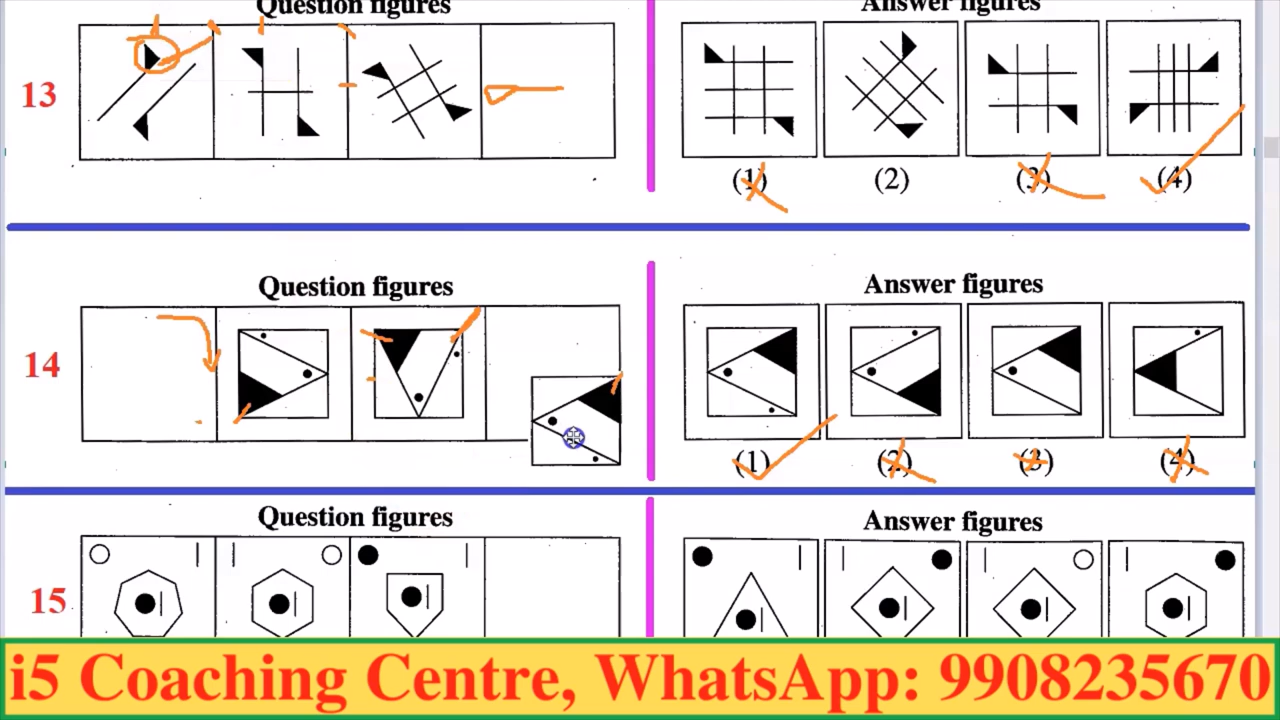 Question figures
Answer figures
13
(1)
(2)
(3)
(4)
Question figures
Answer figures
14
(1)
(2)
(3)
(4)
Question figures
Answer figures
15
i5 Coaching Centre, WhatsApp: 9908235670